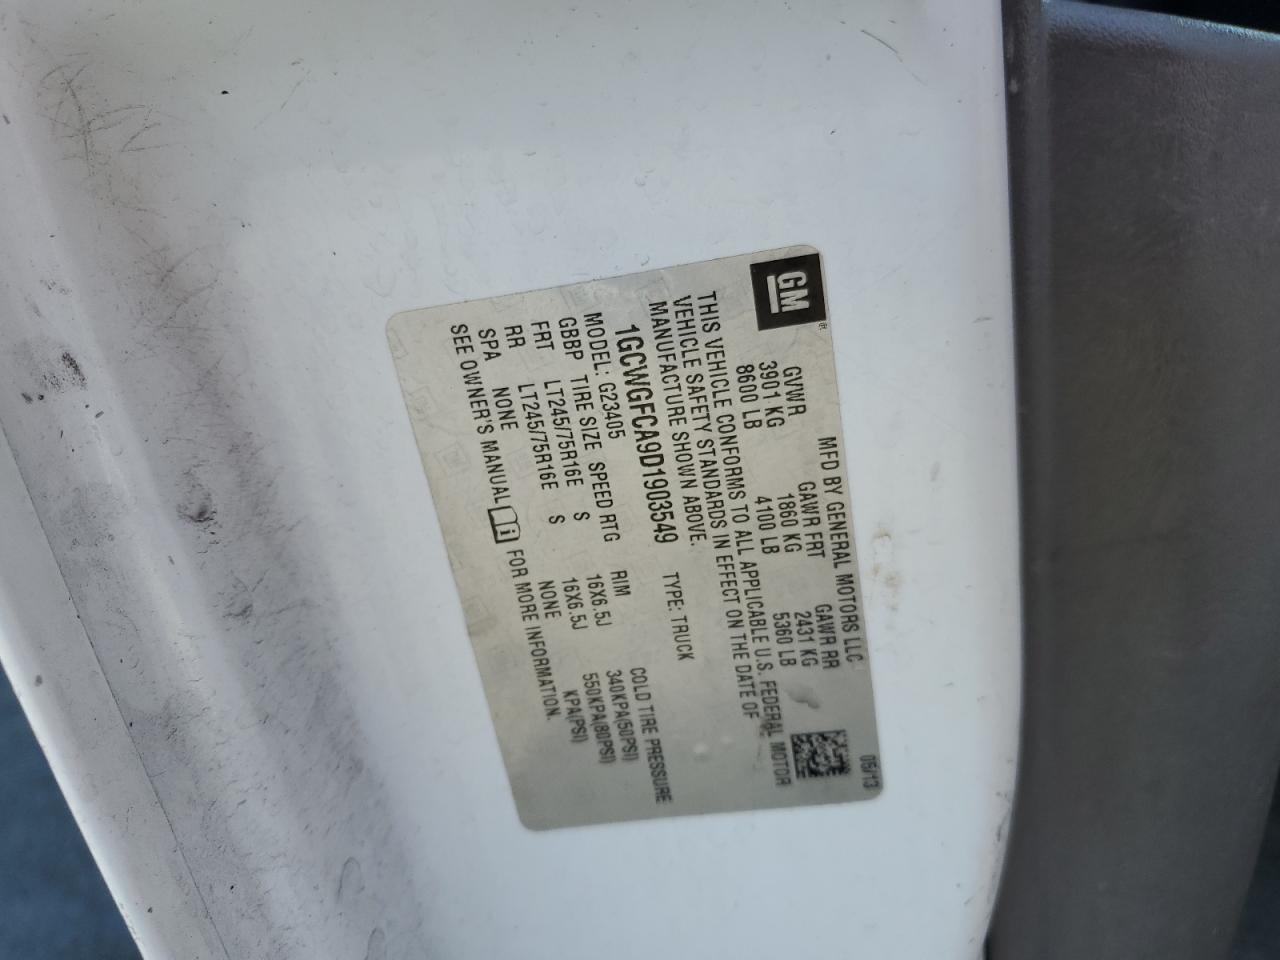 GM
MFD BY GENERAL MOTORS LLC 05/13
GVWR GAWR FRT GAWR RR
3901 KG 1860 KG 2431 KG
8600 LB 4100 LB 5360 LB
THIS VEHICLE CONFORMS TO ALL APPLICABLE U.S. FEDERAL MOTOR
VEHICLE SAFETY STANDARDS IN EFFECT ON THE DATE OF
MANUFACTURE SHOWN ABOVE.
1GCWGFCA9D1903549 TYPE: TRUCK
MODEL: G23405
GBBP TIRE SIZE SPEED RTG RIM COLD TIRE PRESSURE
FRT LT245/75R16E S 16X6.5J 340KPA(50PSI)
RR LT245/75R16E S 16X6.5J 550KPA(80PSI)
SPA NONE NONE KPA(PSI)
SEE OWNER'S MANUAL i FOR MORE INFORMATION.